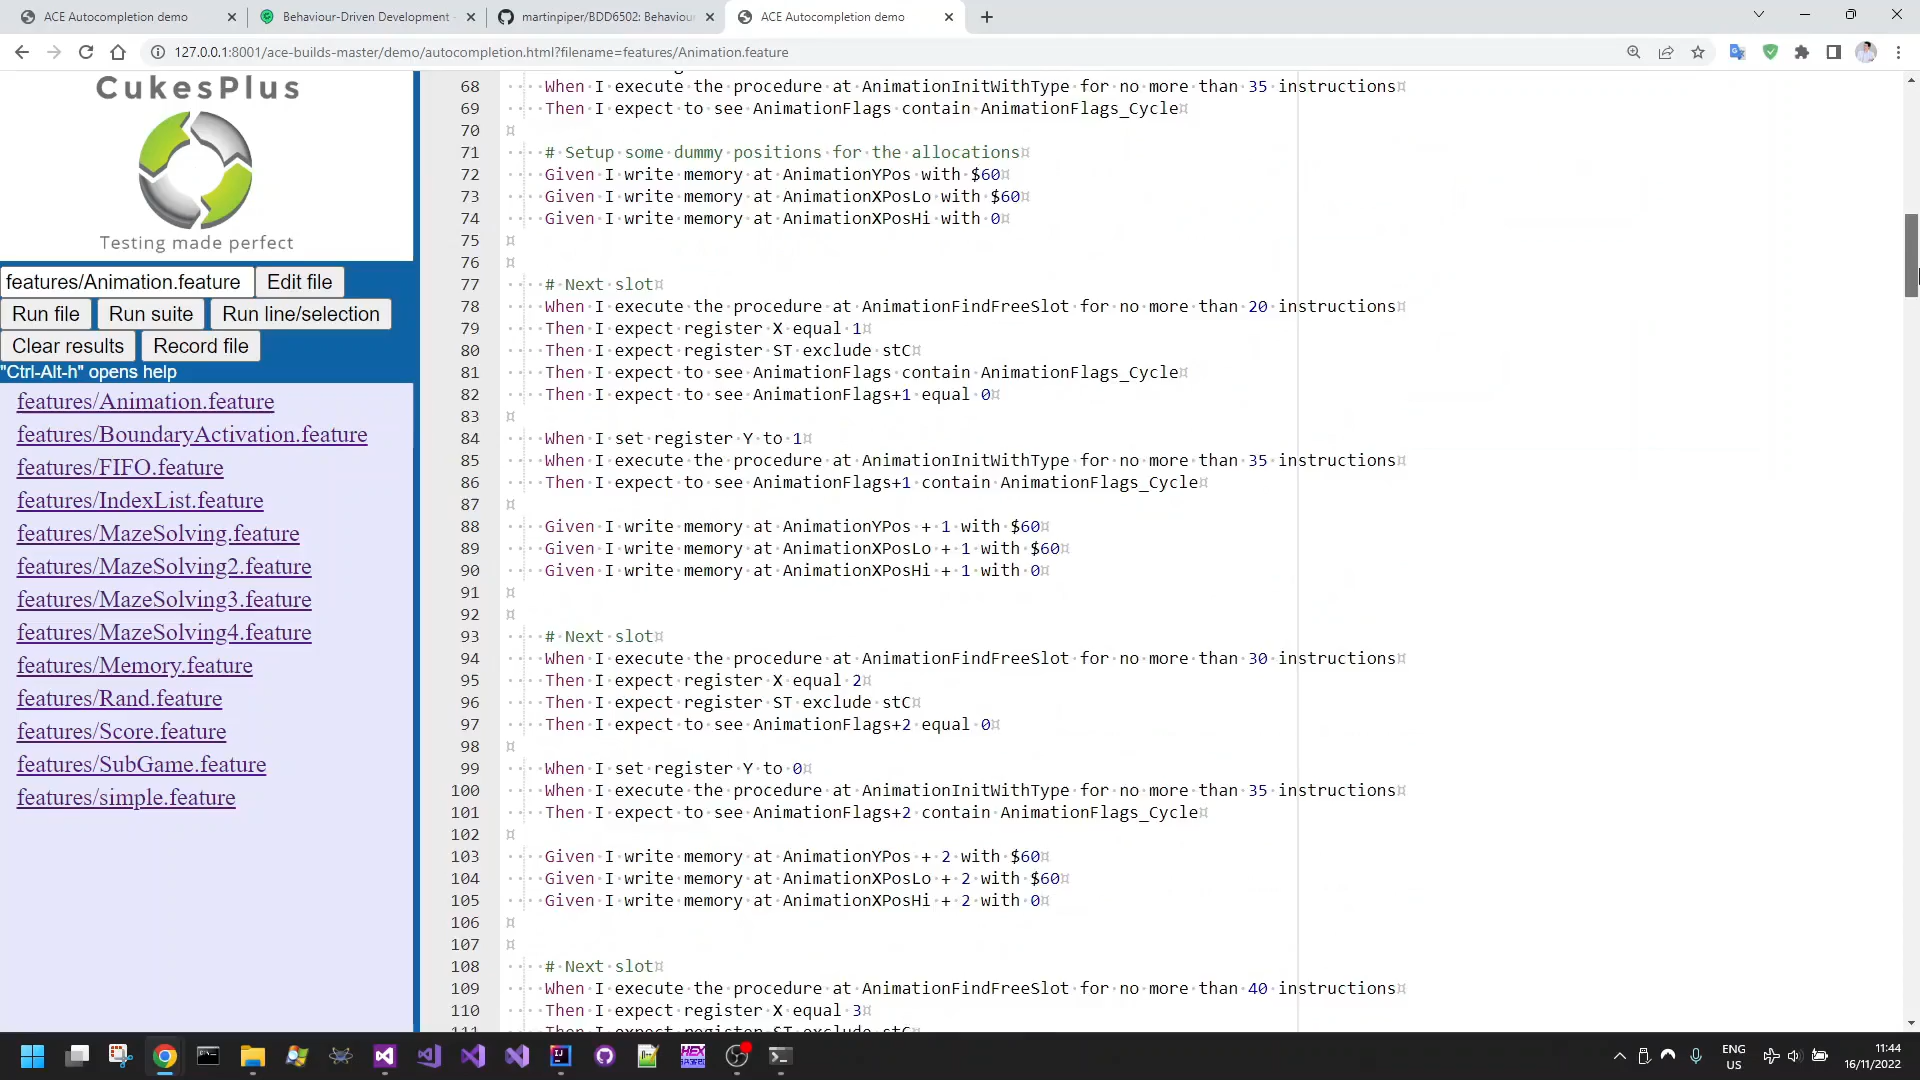 ACE Autocompletion demo
Behaviour-Driven Development -
martinpiper/BDD6502: Behaviour
ACE Autocompletion demo
127.0.0.1:8001/ace-builds-master/demo/autocompletion.html?filename=features/Animation.feature
CukesPlus
Testing made perfect
features/Animation.feature
Edit file
Run file
Run suite
Run line/selection
Clear results
Record file
"Ctrl-Alt-h" opens help
features/Animation.feature
features/BoundaryActivation.feature
features/FIFO.feature
features/IndexList.feature
features/MazeSolving.feature
features/MazeSolving2.feature
features/MazeSolving3.feature
features/MazeSolving4.feature
features/Memory.feature
features/Rand.feature
features/Score.feature
features/SubGame.feature
features/simple.feature
68 When I execute the procedure at AnimationInitWithType for no more than 35 instructions
69 Then I expect to see AnimationFlags contain AnimationFlags_Cycle
70
71 # Setup some dummy positions for the allocations
72 Given I write memory at AnimationYPos with $60
73 Given I write memory at AnimationXPosLo with $60
74 Given I write memory at AnimationXPosHi with 0
75
76
77 # Next slot
78 When I execute the procedure at AnimationFindFreeSlot for no more than 20 instructions
79 Then I expect register X equal 1
80 Then I expect register ST exclude stC
81 Then I expect to see AnimationFlags contain AnimationFlags_Cycle
82 Then I expect to see AnimationFlags+1 equal 0
83
84 When I set register Y to 1
85 When I execute the procedure at AnimationInitWithType for no more than 35 instructions
86 Then I expect to see AnimationFlags+1 contain AnimationFlags_Cycle
87
88 Given I write memory at AnimationYPos + 1 with $60
89 Given I write memory at AnimationXPosLo + 1 with $60
90 Given I write memory at AnimationXPosHi + 1 with 0
91
92
93 # Next slot
94 When I execute the procedure at AnimationFindFreeSlot for no more than 30 instructions
95 Then I expect register X equal 2
96 Then I expect register ST exclude stC
97 Then I expect to see AnimationFlags+2 equal 0
98
99 When I set register Y to 0
100 When I execute the procedure at AnimationInitWithType for no more than 35 instructions
101 Then I expect to see AnimationFlags+2 contain AnimationFlags_Cycle
102
103 Given I write memory at AnimationYPos + 2 with $60
104 Given I write memory at AnimationXPosLo + 2 with $60
105 Given I write memory at AnimationXPosHi + 2 with 0
106
107
108 # Next slot
109 When I execute the procedure at AnimationFindFreeSlot for no more than 40 instructions
110 Then I expect register X equal 3
111 Then I expect register ST exclude stC
HEX
ENG
US
11:44
16/11/2022